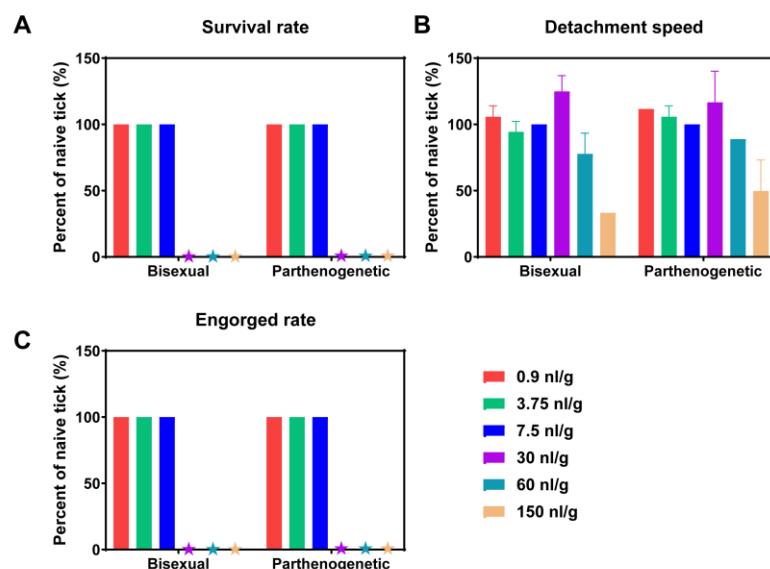 A
Survival rate
Percent of naive tick (%)
150
100
50
0
Bisexual
Parthenogenetic
B
Detachment speed
Percent of naive tick (%)
150
100
50
0
Bisexual
Parthenogenetic
C
Engorged rate
Percent of naive tick (%)
150
100
50
0
Bisexual
Parthenogenetic
0.9 nl/g
3.75 nl/g
7.5 nl/g
30 nl/g
60 nl/g
150 nl/g